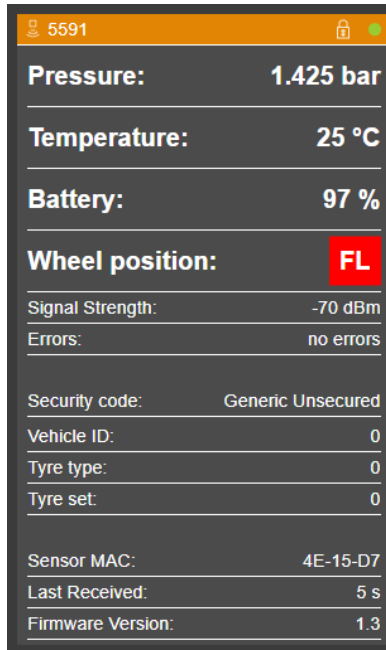 5591
Pressure: 1.425 bar
Temperature: 25 °C
Battery: 97 %
Wheel position: FL
Signal Strength: -70 dBm
Errors: no errors
Security code: Generic Unsecured
Vehicle ID: 0
Tyre type: 0
Tyre set: 0
Sensor MAC: 4E-15-D7
Last Received: 5 s
Firmware Version: 1.3